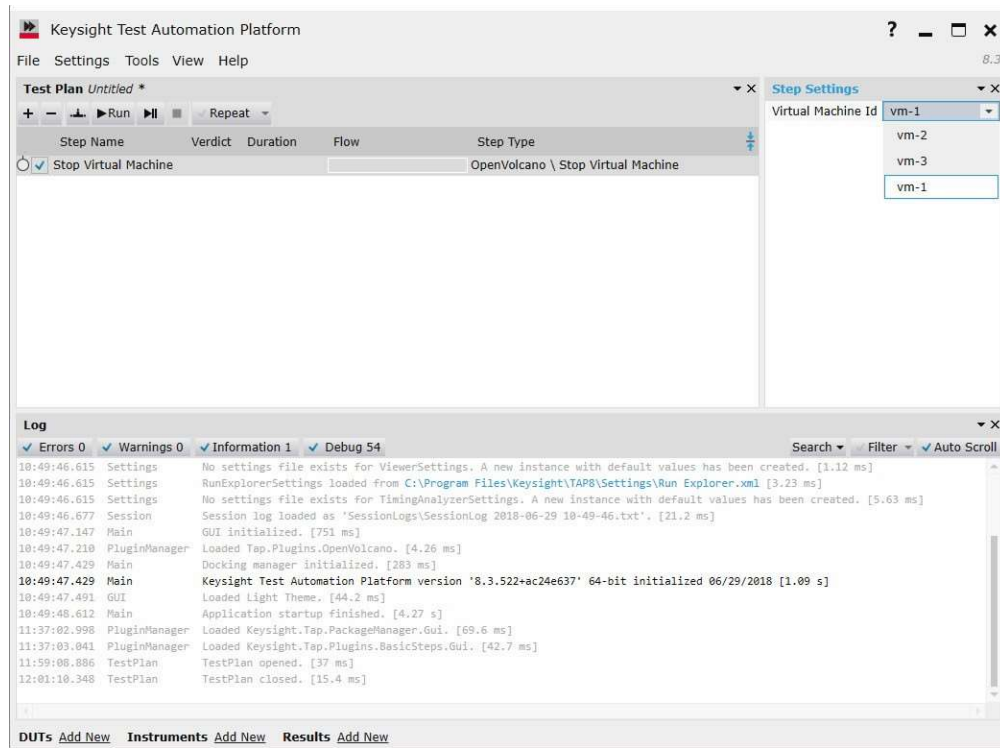 Keysight Test Automation Platform
?
File Settings Tools View Help
8.3
Test Plan Untitled *
Step Settings
+ - Run Repeat
Virtual Machine Id vm-1
Step Name Verdict Duration Flow Step Type
vm-2
Stop Virtual Machine OpenVolcano \ Stop Virtual Machine
vm-3
vm-1
Log
Errors 0 Warnings 0 Information 1 Debug 54 Search Filter Auto Scroll
10:49:46.615 Settings No settings file exists for ViewerSettings. A new instance with default values has been created. [1.12 ms]
10:49:46.615 Settings RunExplorerSettings loaded from C:\Program Files\Keysight\TAP8\Settings\Run Explorer.xml [3.23 ms]
10:49:46.615 Settings No settings file exists for TimingAnalyzerSettings. A new instance with default values has been created. [5.63 ms]
10:49:46.677 Session Session log loaded as 'SessionLogs\SessionLog 2018-06-29 10-49-46.txt'. [21.2 ms]
10:49:47.147 Main GUI initialized. [751 ms]
10:49:47.210 PluginManager Loaded Tap.Plugins.OpenVolcano. [4.26 ms]
10:49:47.429 Main Docking manager initialized. [283 ms]
10:49:47.429 Main Keysight Test Automation Platform version '8.3.522+ac24e637' 64-bit initialized 06/29/2018 [1.09 s]
10:49:47.491 GUI Loaded Light Theme. [44.2 ms]
10:49:48.612 Main Application startup finished. [4.27 s]
11:37:02.998 PluginManager Loaded Keysight.Tap.PackageManager.Gui. [69.6 ms]
11:37:03.041 PluginManager Loaded Keysight.Tap.Plugins.BasicSteps.Gui. [42.7 ms]
11:59:08.886 TestPlan TestPlan opened. [37 ms]
12:01:10.348 TestPlan TestPlan closed. [15.4 ms]
DUTs Add New Instruments Add New Results Add New